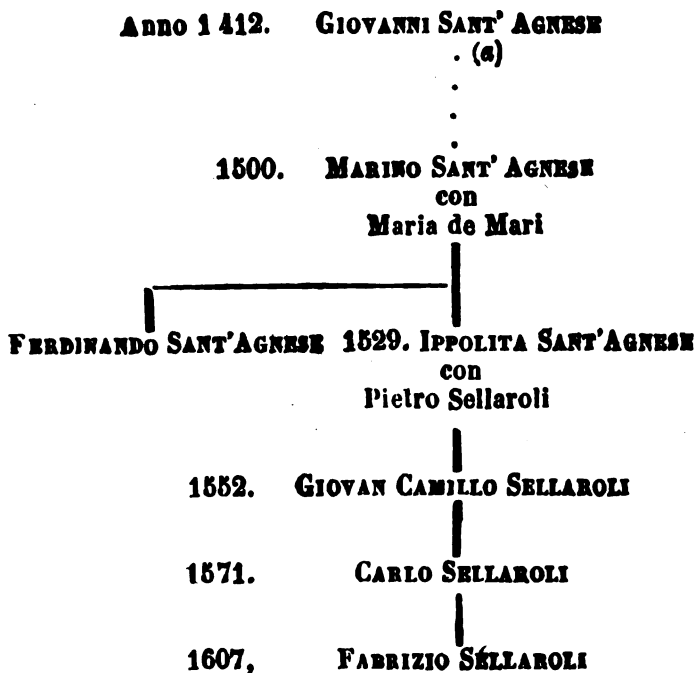 Anno 1412. GIOVANNI SANT' AGNESE
(a)
1500. MARINO SANT' AGNESE
con
Maria de Mari
FERDINANDO SANT'AGNESE 1529. IPPOLITA SANT'AGNESE
con
Pietro Sellaroli
1552. GIOVAN CAMILLO SELLAROLI
1571. CARLO SELLAROLI
1607, FABRIZIO SELLAROLI